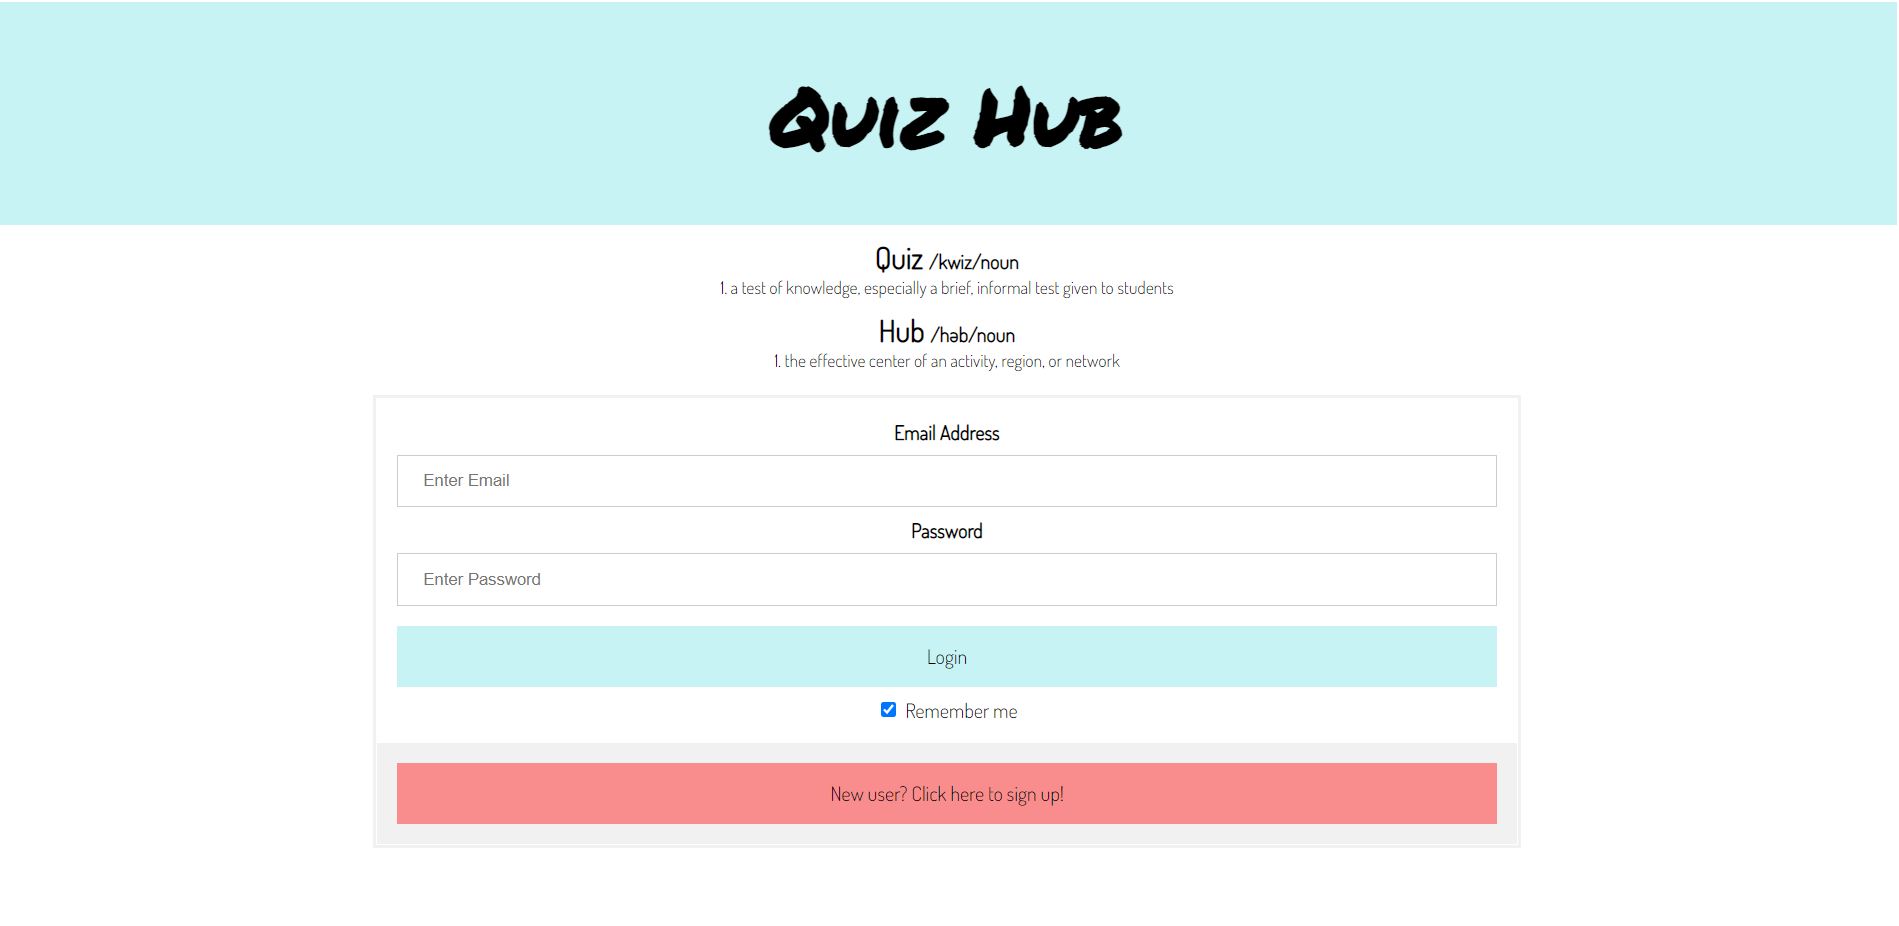 Quiz Hub
Quiz /kwiz/noun
1. a test of knowledge, especially a brief, informal test given to students
Hub /həb/noun
1. the effective center of an activity, region, or network
Email Address
Enter Email
Password
Enter Password
Login
Remember me
New user? Click here to sign up!